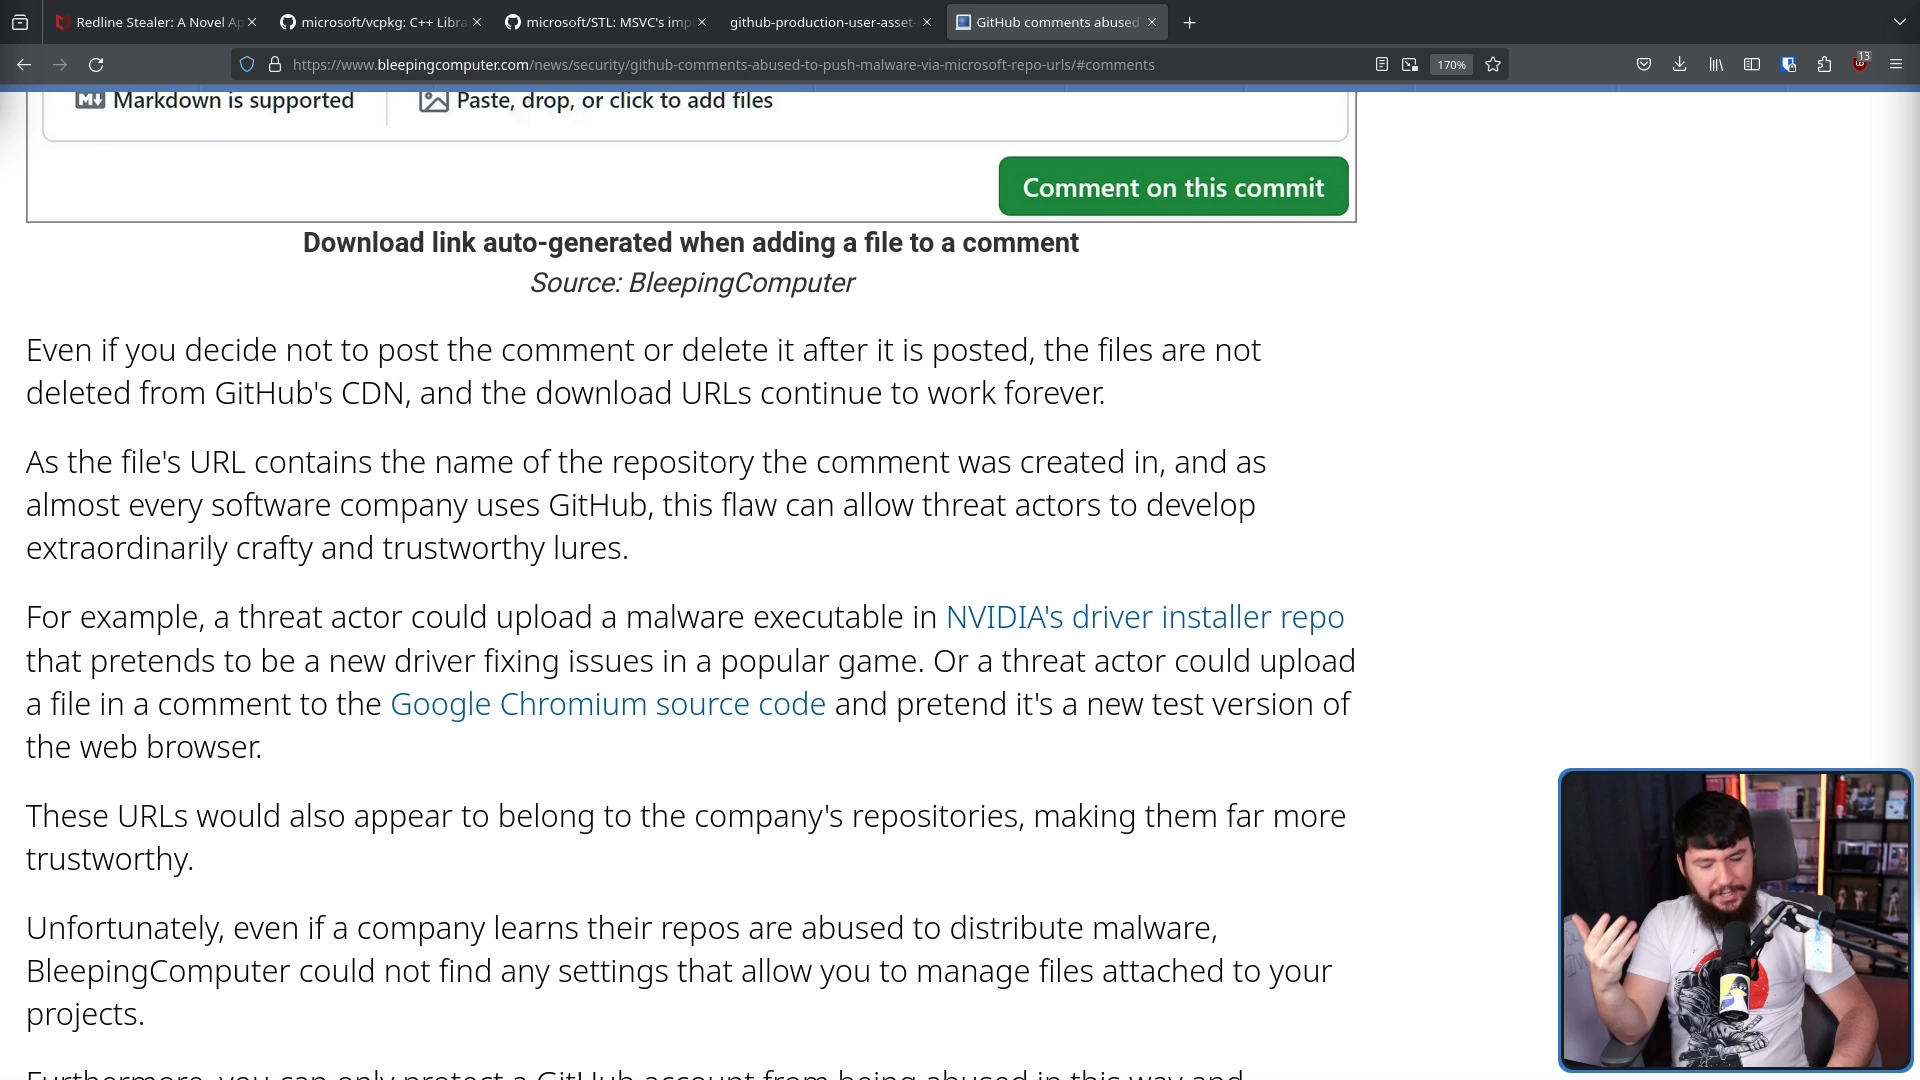 Redline Stealer: A Novel Ap
microsoft/vcpkg: C++ Libra
microsoft/STL: MSVC's imp
github-production-user-asset-
GitHub comments abused
https://www.bleepingcomputer.com/news/security/github-comments-abused-to-push-malware-via-microsoft-repo-urls/#comments
170%
13
Markdown is supported
Paste, drop, or click to add files
Comment on this commit
Download link auto-generated when adding a file to a comment
Source: BleepingComputer
Even if you decide not to post the comment or delete it after it is posted, the files are not
deleted from GitHub's CDN, and the download URLs continue to work forever.
As the file's URL contains the name of the repository the comment was created in, and as
almost every software company uses GitHub, this flaw can allow threat actors to develop
extraordinarily crafty and trustworthy lures.
For example, a threat actor could upload a malware executable in NVIDIA's driver installer repo
that pretends to be a new driver fixing issues in a popular game. Or a threat actor could upload
a file in a comment to the Google Chromium source code and pretend it's a new test version of
the web browser.
These URLs would also appear to belong to the company's repositories, making them far more
trustworthy.
Unfortunately, even if a company learns their repos are abused to distribute malware,
BleepingComputer could not find any settings that allow you to manage files attached to your
projects.
Furthermore, you can only protect a GitHub account from being abused in this way and